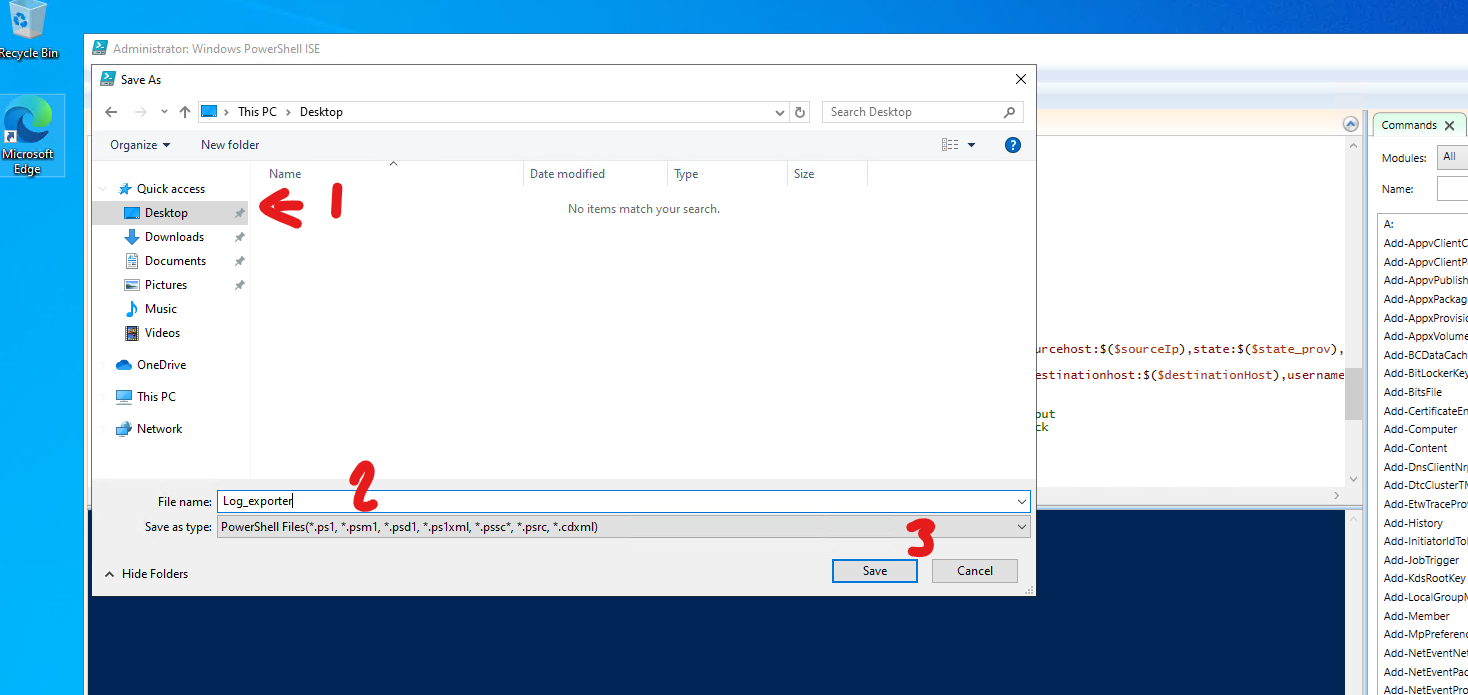 Recycle Bin
Microsoft
Edge
Administrator: Windows PowerShell ISE
Save As
This PC
Desktop
Search Desktop
Organize
New folder
Name
Date modified
Type
Size
No items match your search.
Quick access
Desktop
1
Downloads
Documents
Pictures
Music
Videos
OneDrive
This PC
Network
2
File name: Log_exporter
Save as type: PowerShell Files(*.ps1, *.psm1, *.psd1, *.ps1xml, *.pssc*, *.psrc, *.cdxml)
3
Hide Folders
Save
Cancel
urcehost:$($sourceIp),state:$($state_prov),
estinationhost:$($destinationHost),username
put
ck
Commands
Modules: All
Name:
A:
Add-AppvClientC
Add-AppvClientP
Add-AppvPublish
Add-AppxPackag
Add-AppxProvisio
Add-AppxVolume
Add-BCDataCach
Add-BitLockerKey
Add-BitsFile
Add-CertificateEn
Add-Computer
Add-Content
Add-DnsClientNrp
Add-DtcClusterTM
Add-EtwTraceProv
Add-History
Add-InitiatorIdTo
Add-JobTrigger
Add-KdsRootKey
Add-LocalGroupM
Add-Member
Add-MpPreferenc
Add-NetEventNet
Add-NetEventPac
Add-NetEventPro